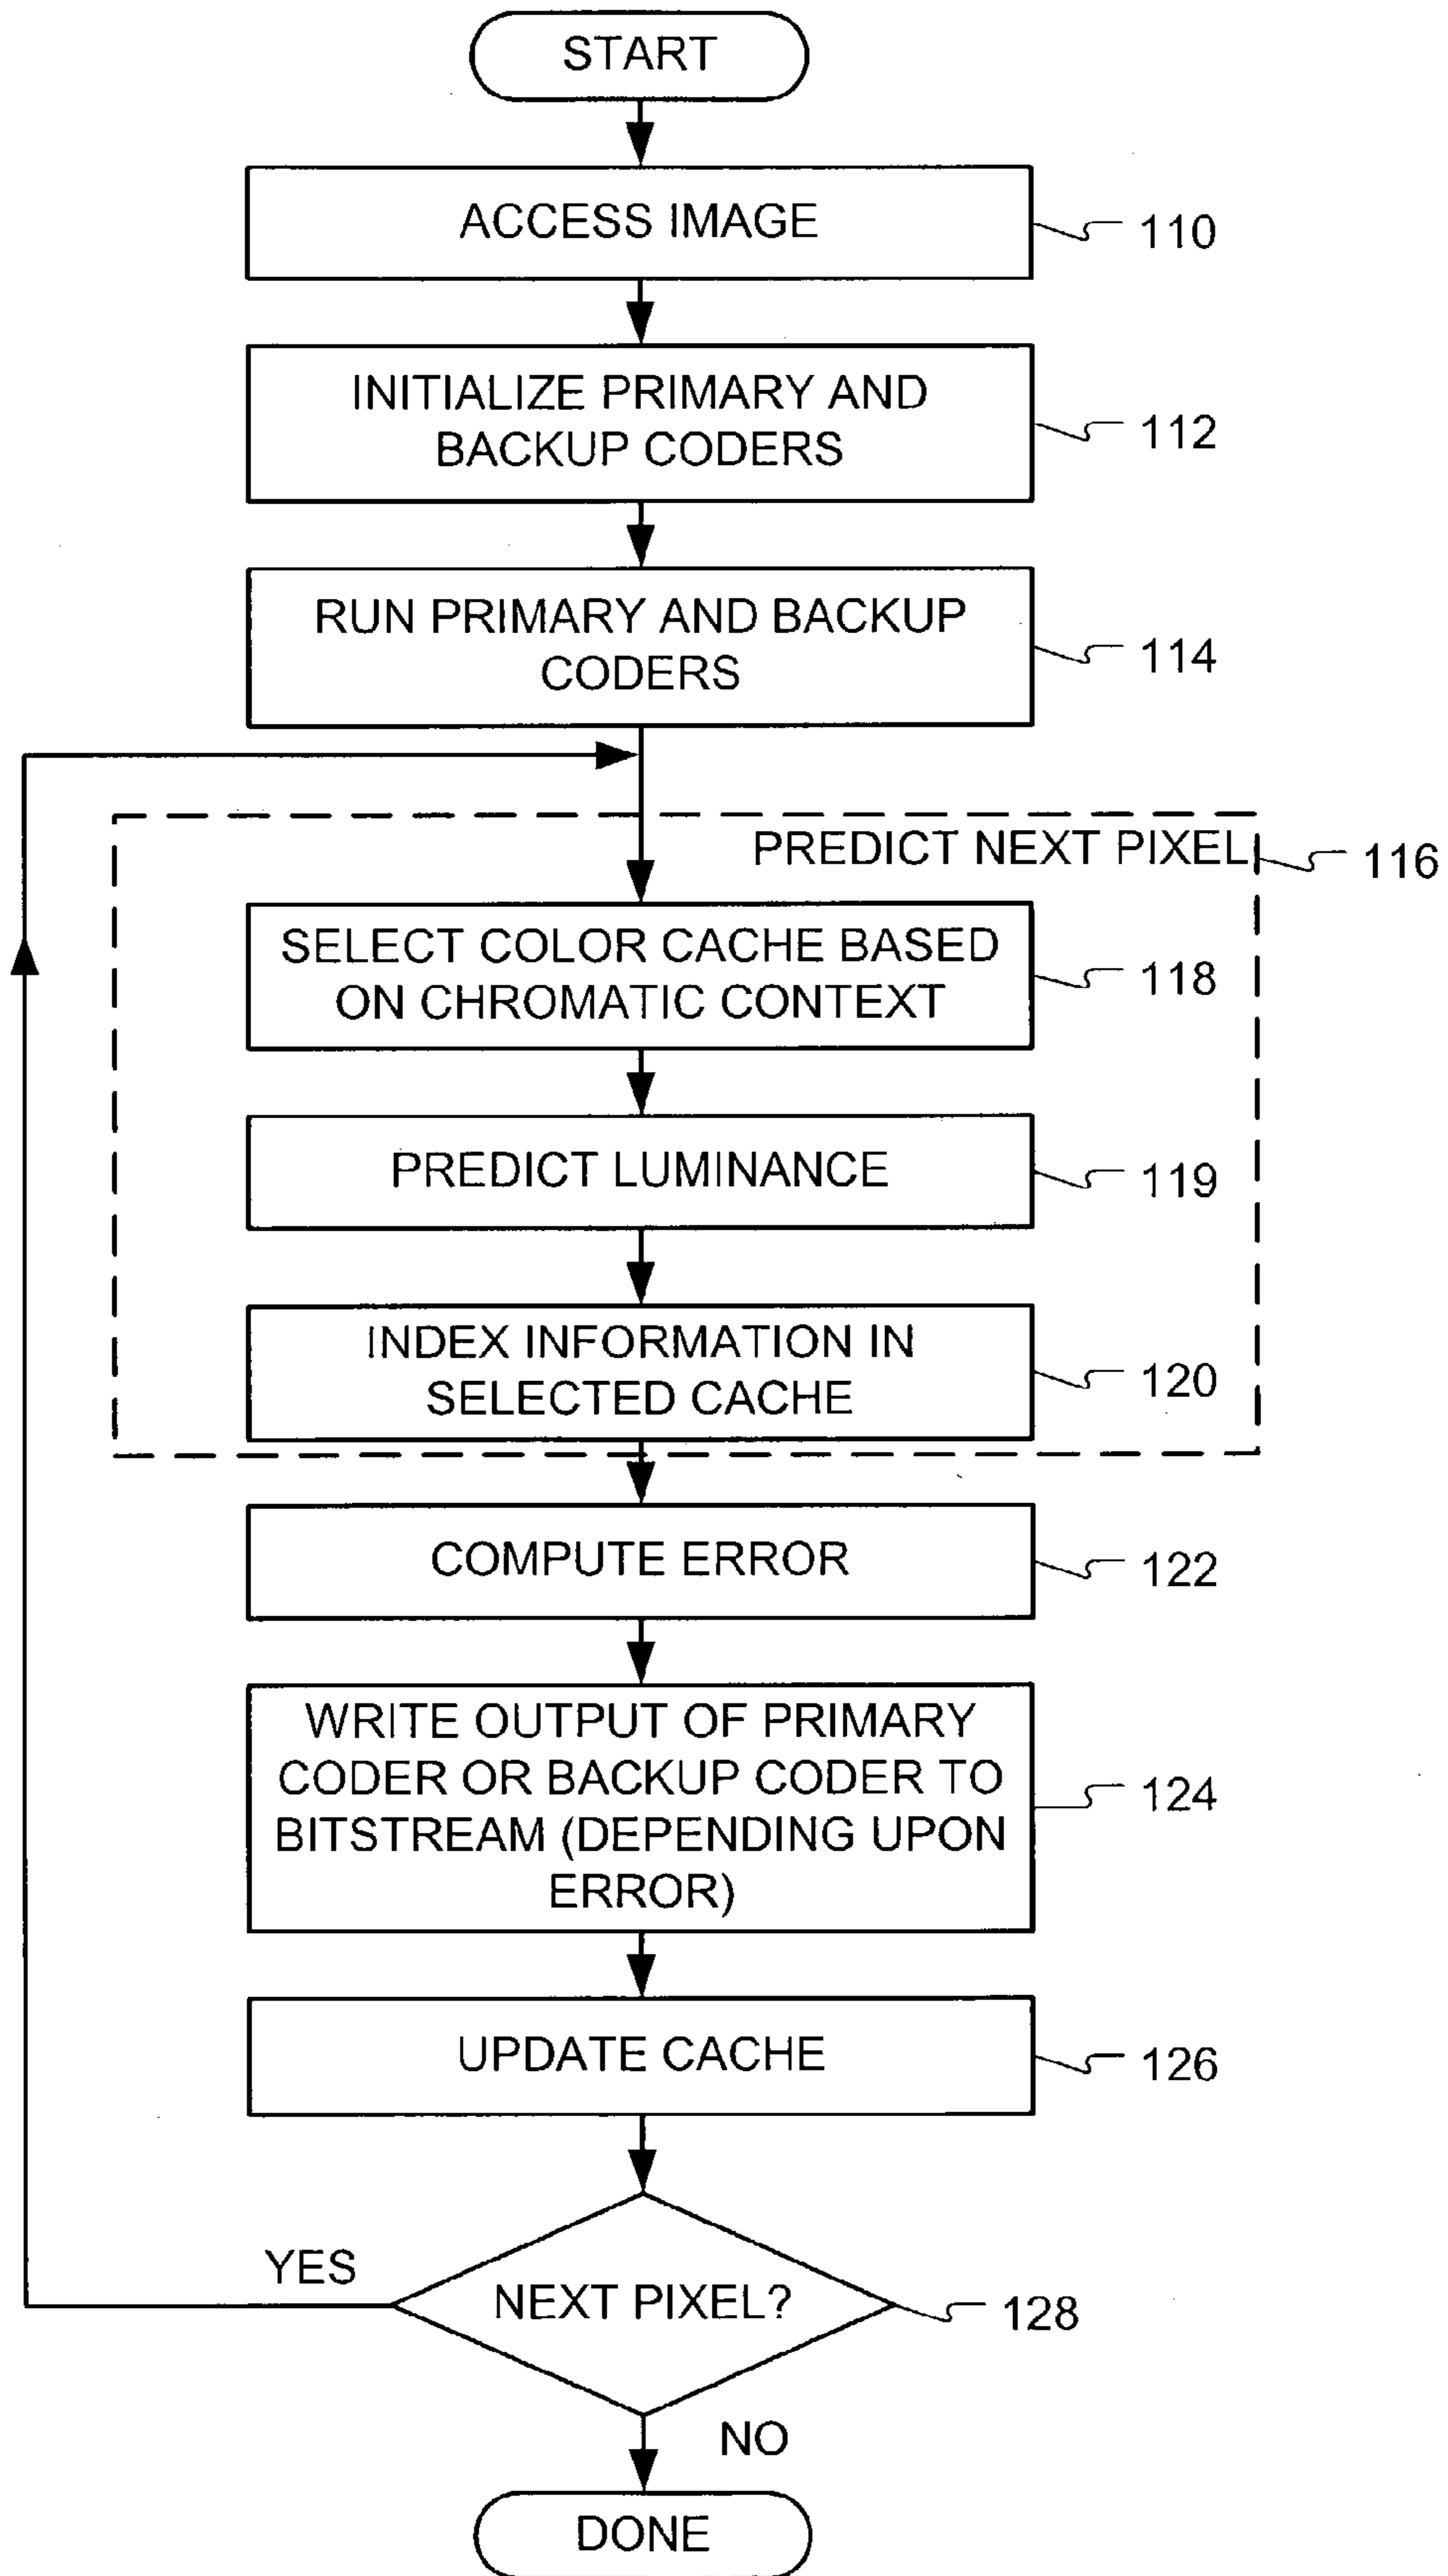 START
ACCESS IMAGE
110
INITIALIZE PRIMARY AND
BACKUP CODERS
112
RUN PRIMARY AND BACKUP
CODERS
114
PREDICT NEXT PIXEL
116
SELECT COLOR CACHE BASED
ON CHROMATIC CONTEXT
118
PREDICT LUMINANCE
119
INDEX INFORMATION IN
SELECTED CACHE
120
COMPUTE ERROR
122
WRITE OUTPUT OF PRIMARY
CODER OR BACKUP CODER TO
BITSTREAM (DEPENDING UPON
ERROR)
124
UPDATE CACHE
126
YES
NEXT PIXEL?
128
NO
DONE